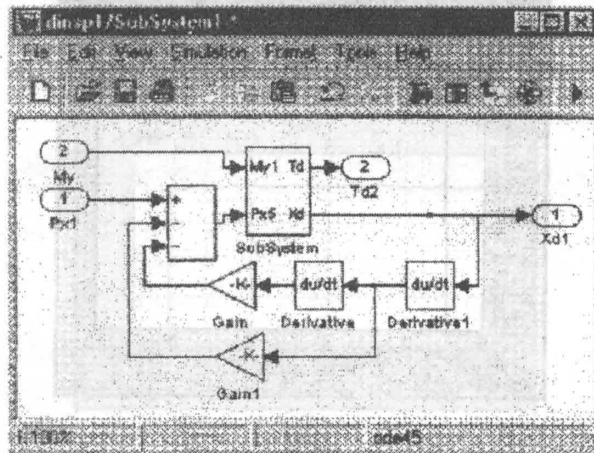 dinsp1/SubSystem1 *
File Edit View Simulation Format Tools Help
2
My
1
Px1
+
-
-
My1 Td
Px5 Xd
SubSystem
2
Td2
1
Xd1
-K-
Gain
du/dt
Derivative
du/dt
Derivative1
-K-
Gain1
100%
ode45